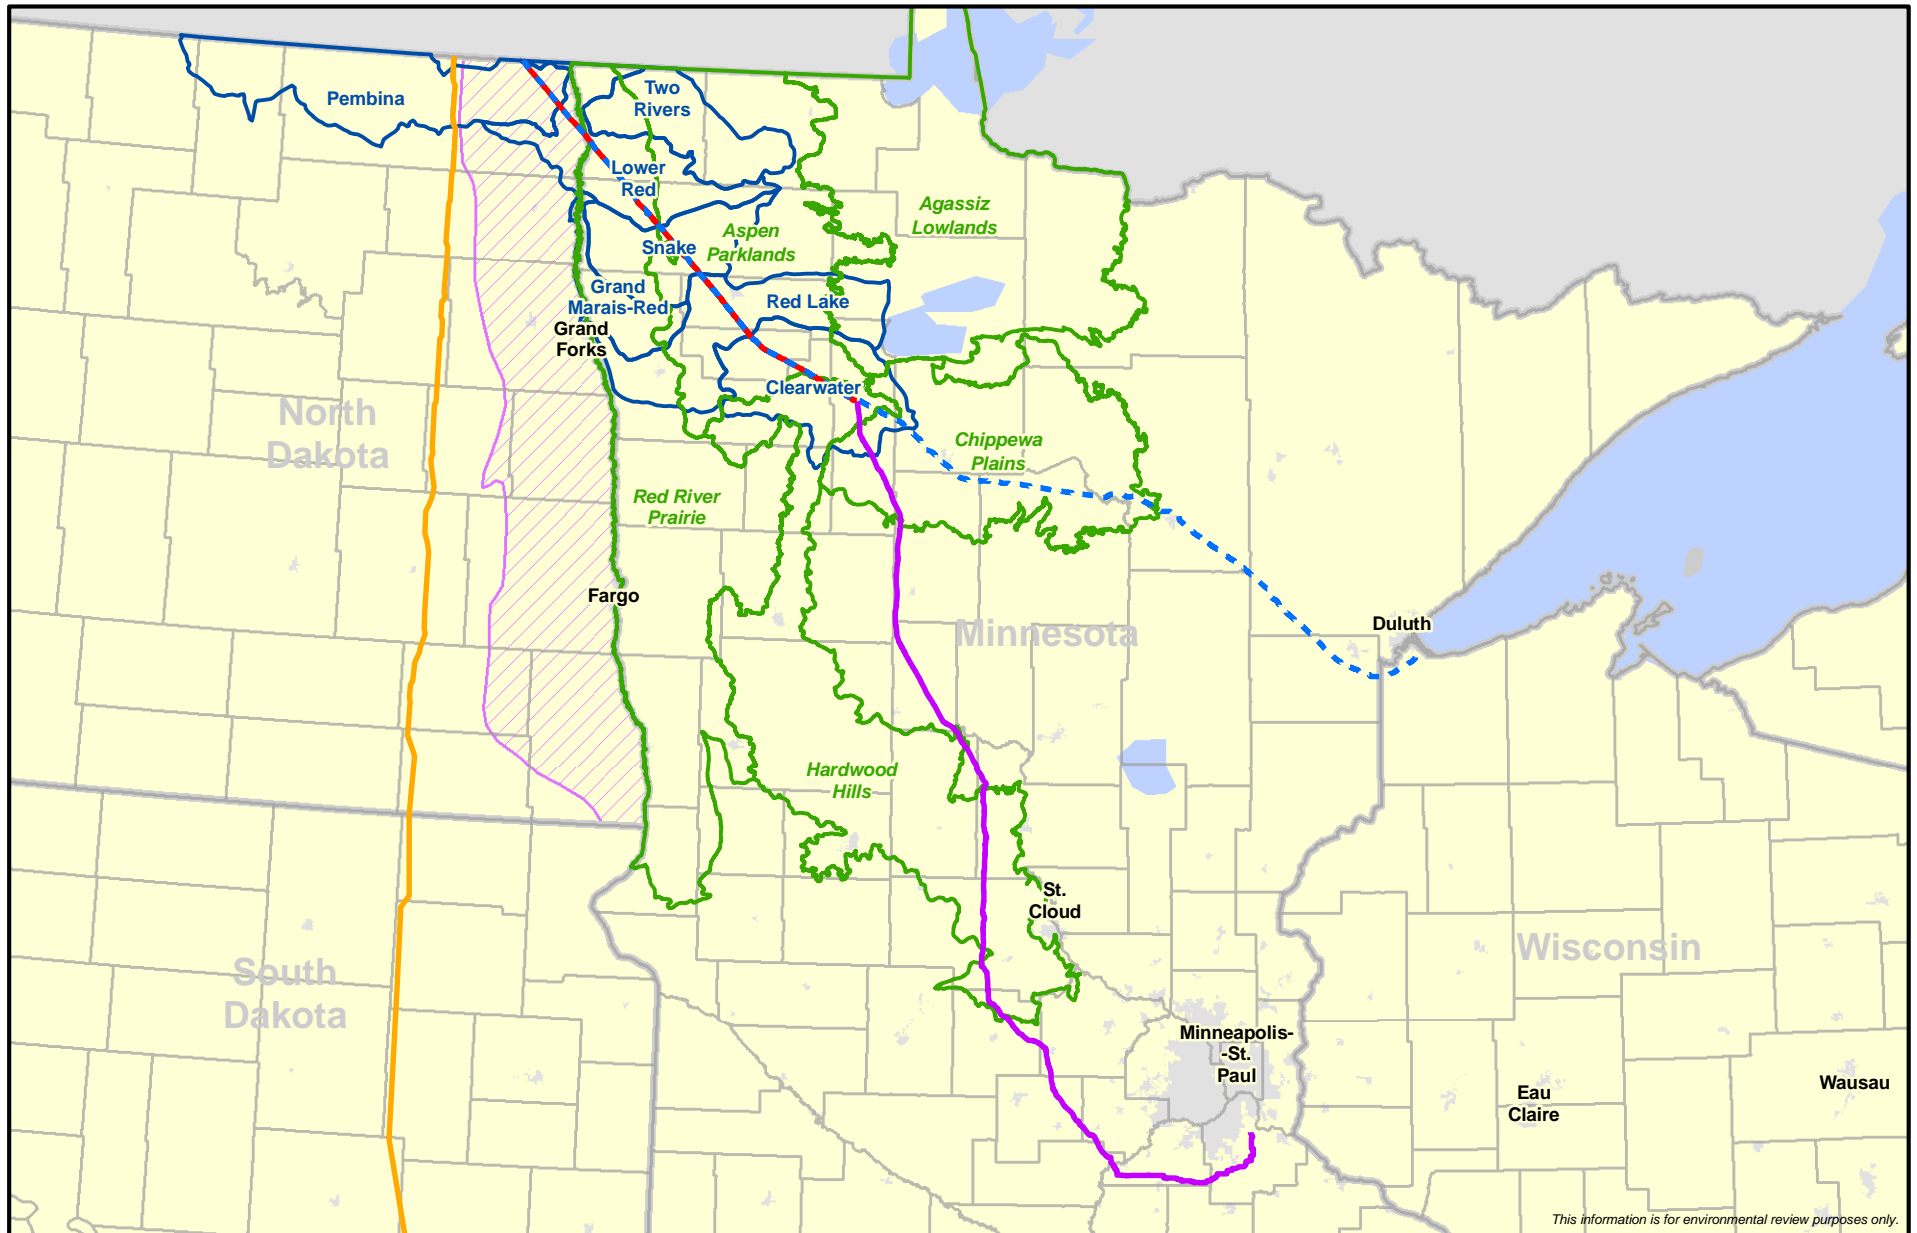 Pembina
Two
Rivers
Lower
Red
Agassiz
Lowlands
Aspen
Parklands
Snake
Grand
Marais-Red
Red Lake
Grand
Forks
Clearwater
North
Dakota
Chippewa
Plains
Red River
Prairie
Fargo
Minnesota
Duluth
Hardwood
Hills
St.
Cloud
Wisconsin
South
Dakota
Minneapolis-
-St.
Paul
Eau
Claire
Wausau
This information is for environmental review purposes only.